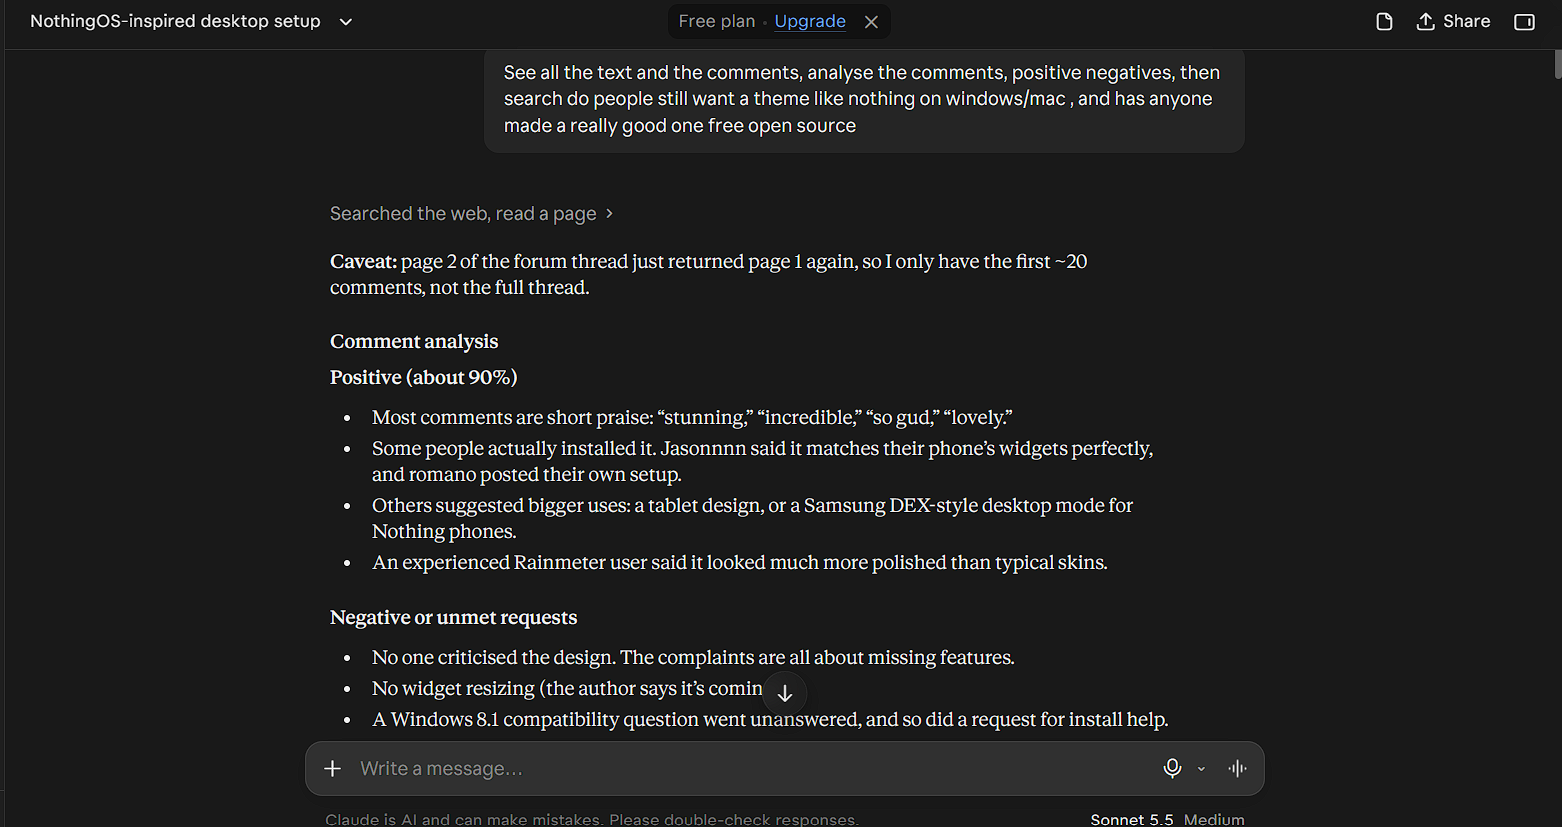 NothingOS-inspired desktop setup
Free plan · Upgrade
Share
See all the text and the comments, analyse the comments, positive negatives, then
search do people still want a theme like nothing on windows/mac , and has anyone
made a really good one free open source
Searched the web, read a page
Caveat: page 2 of the forum thread just returned page 1 again, so I only have the first ~20
comments, not the full thread.
Comment analysis
Positive (about 90%)
• Most comments are short praise: “stunning,” “incredible,” “so gud,” “lovely.”
• Some people actually installed it. Jasonnnn said it matches their phone’s widgets perfectly,
and romano posted their own setup.
• Others suggested bigger uses: a tablet design, or a Samsung DEX-style desktop mode for
Nothing phones.
• An experienced Rainmeter user said it looked much more polished than typical skins.
Negative or unmet requests
• No one criticised the design. The complaints are all about missing features.
• No widget resizing (the author says it’s comin
• A Windows 8.1 compatibility question went unanswered, and so did a request for install help.
Write a message…
Claude is AI and can make mistakes. Please double-check responses.
Sonnet 5.5 Medium